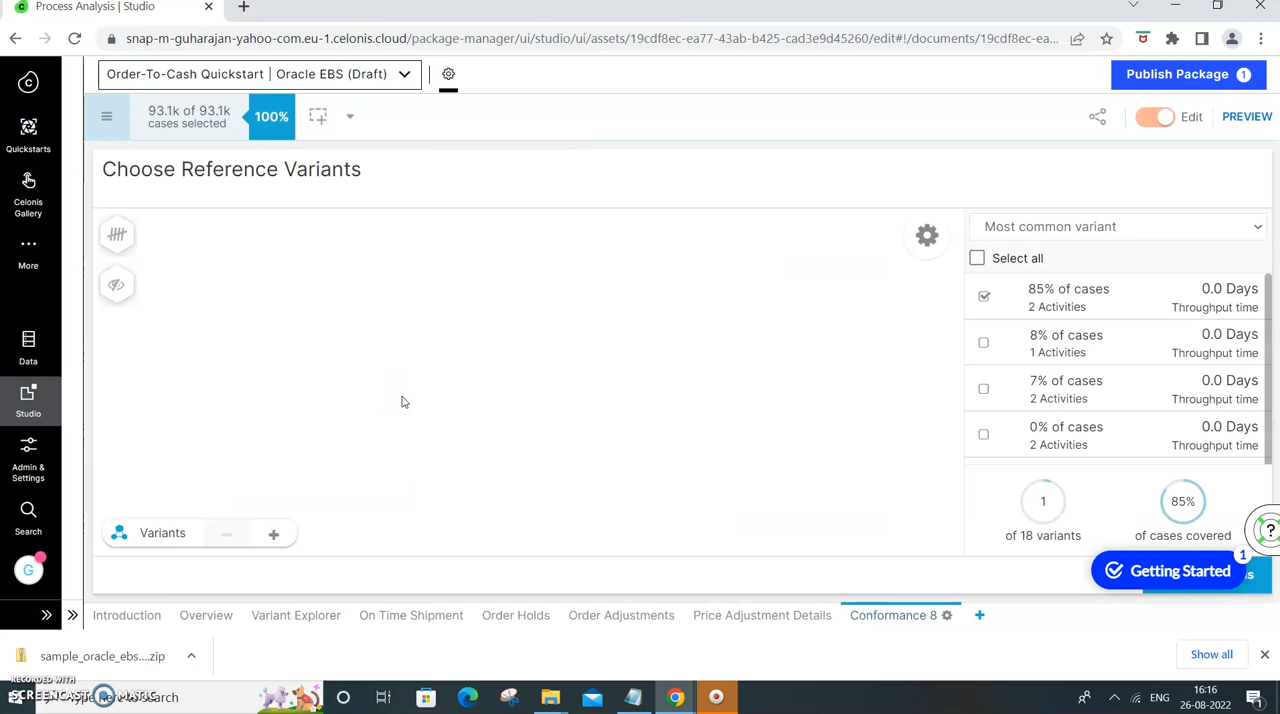 Process Analysis | Studio
snap-m-guharajan-yahoo-com.eu-1.celonis.cloud/package-manager/ui/studio/ui/assets/19cdf8ec-ea77-43ab-b425-cad3e9d45260/edit#!/documents/19cdf8ec-ea...
Order-To-Cash Quickstart | Oracle EBS (Draft)
Publish Package 1
93.1k of 93.1k
cases selected
100%
Edit
PREVIEW
Quickstarts
Celonis
Gallery
More
Data
Studio
Admin &
Settings
Search
G
Choose Reference Variants
Variants
Most common variant
Select all
85% of cases 0.0 Days
2 Activities Throughput time
8% of cases 0.0 Days
1 Activities Throughput time
7% of cases 0.0 Days
2 Activities Throughput time
0% of cases 0.0 Days
2 Activities
1 85%
of 18 variants of cases covered
?
Getting Started 1
Introduction Overview Variant Explorer On Time Shipment Order Holds Order Adjustments Price Adjustment Details Conformance 8
sample_oracle_ebs....zip
Show all
RECORDED WITH
SCREENCAST MATIC
to search
ENG
16:16
26-08-2022
1